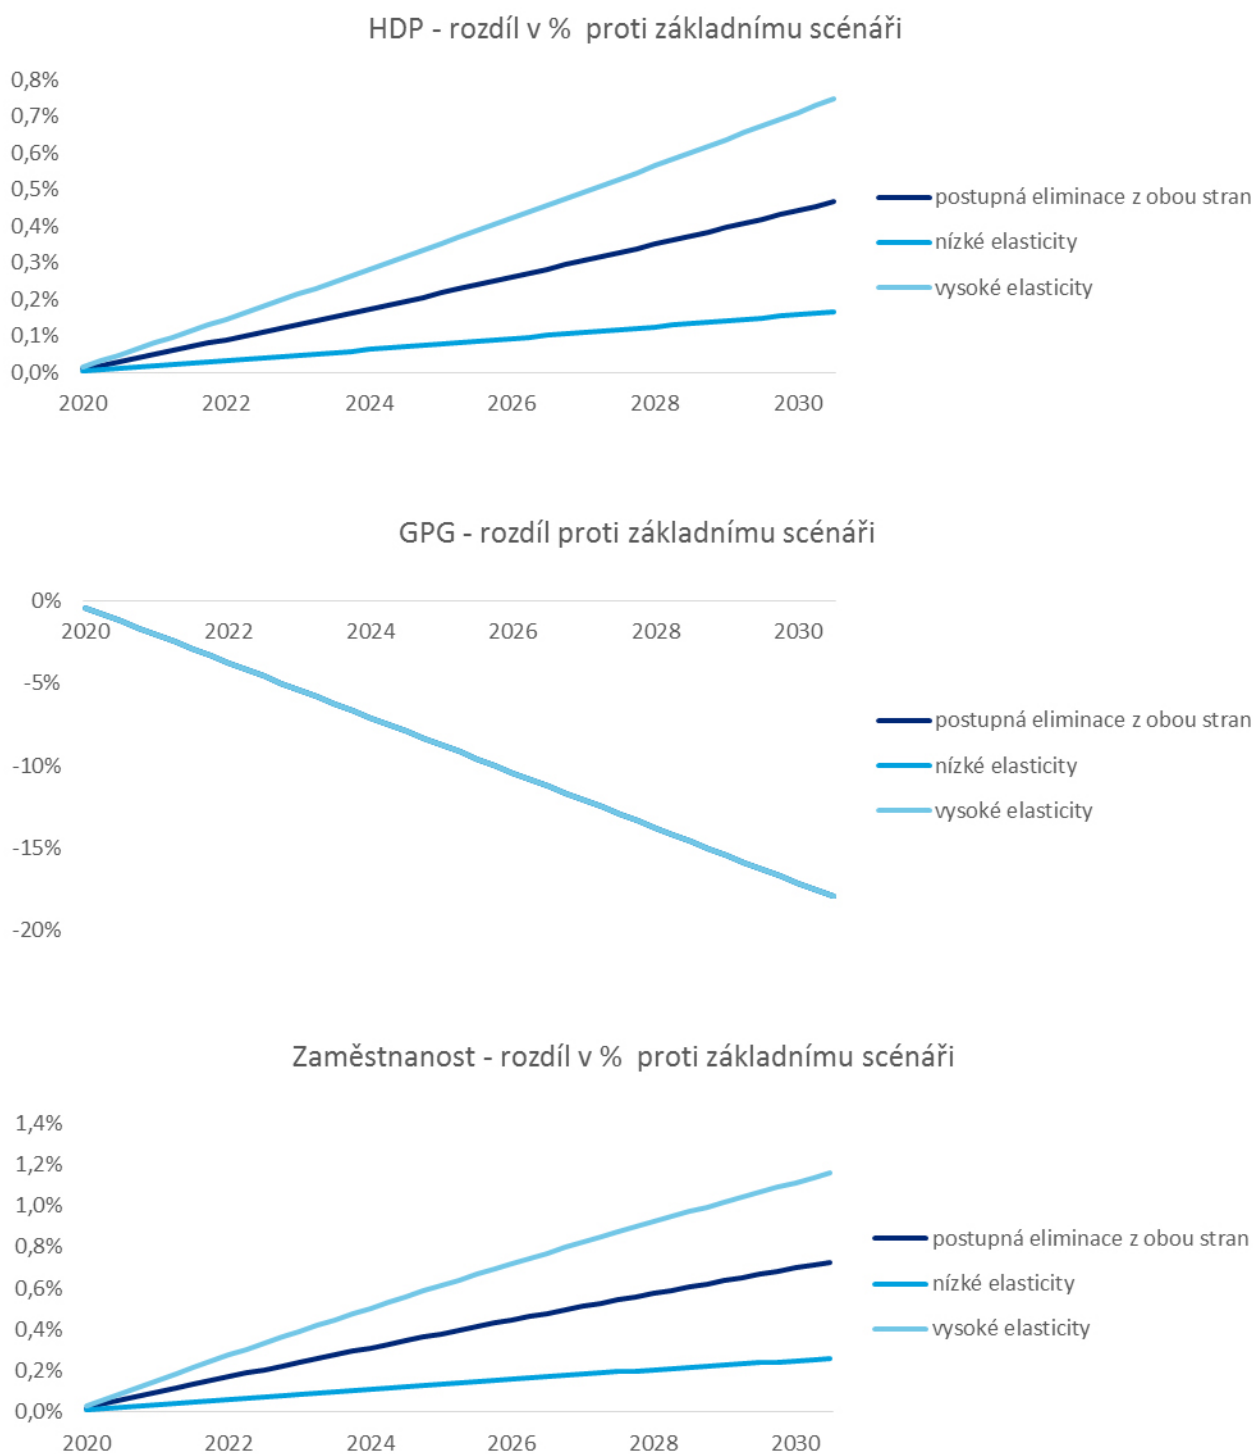 HDP - rozdíl v % proti základnímu scénáři
0,8%
0,7%
0,6%
0,5%
0,4%
0,3%
0,2%
0,1%
0,0%
2020 2022 2024 2026 2028 2030
postupná eliminace z obou stran
nízké elasticity
vysoké elasticity
GPG - rozdíl proti základnímu scénáři
0%
2020 2022 2024 2026 2028 2030
-5%
-10%
-15%
-20%
postupná eliminace z obou stran
nízké elasticity
vysoké elasticity
Zaměstnanost - rozdíl v % proti základnímu scénáři
1,4%
1,2%
1,0%
0,8%
0,6%
0,4%
0,2%
0,0%
2020 2022 2024 2026 2028 2030
postupná eliminace z obou stran
nízké elasticity
vysoké elasticity